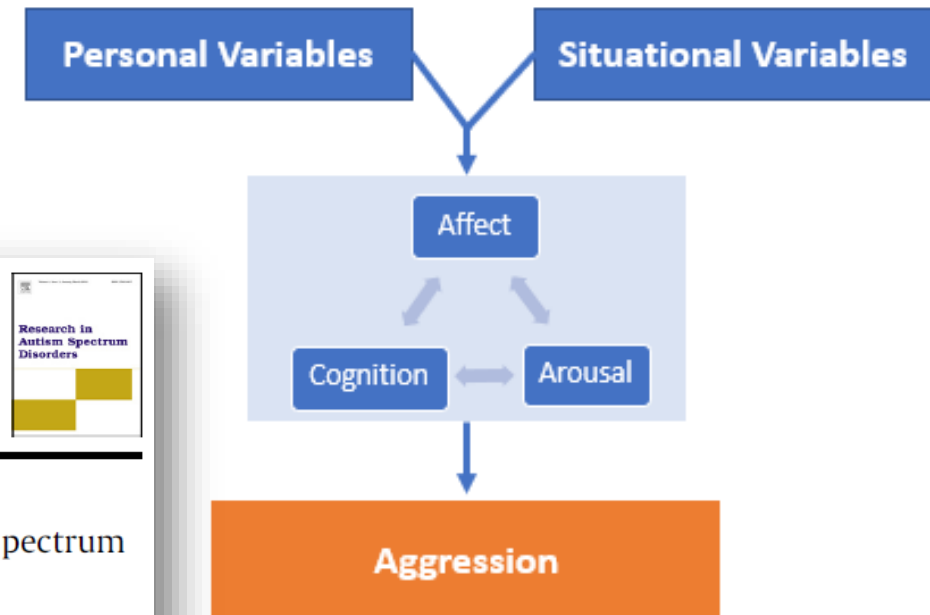 Personal Variables
Situational Variables
Affect
Cognition
Arousal
Aggression
Research in
Autism Spectrum
Disorders
pectrum